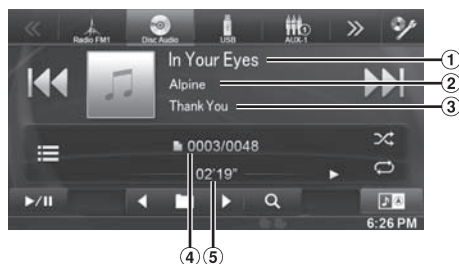 Radio FM1 Disc Audio USB AUX-1
In Your Eyes 1
Alpine 2
Thank You 3
0003/0048
02'19"
6:26 PM
4 5